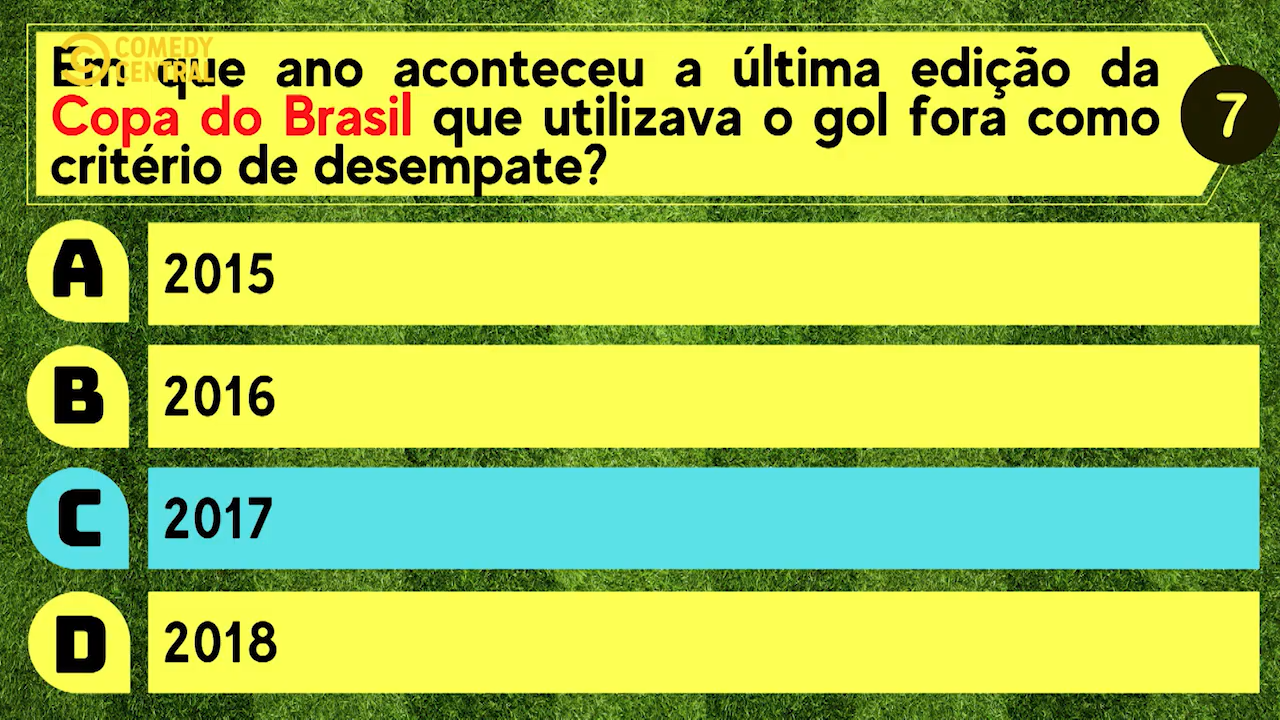 COMEDY
CENTRAL
Em que ano aconteceu a última edição da
Copa do Brasil que utilizava o gol fora como
critério de desempate?
7
A 2015
B 2016
C 2017
D 2018